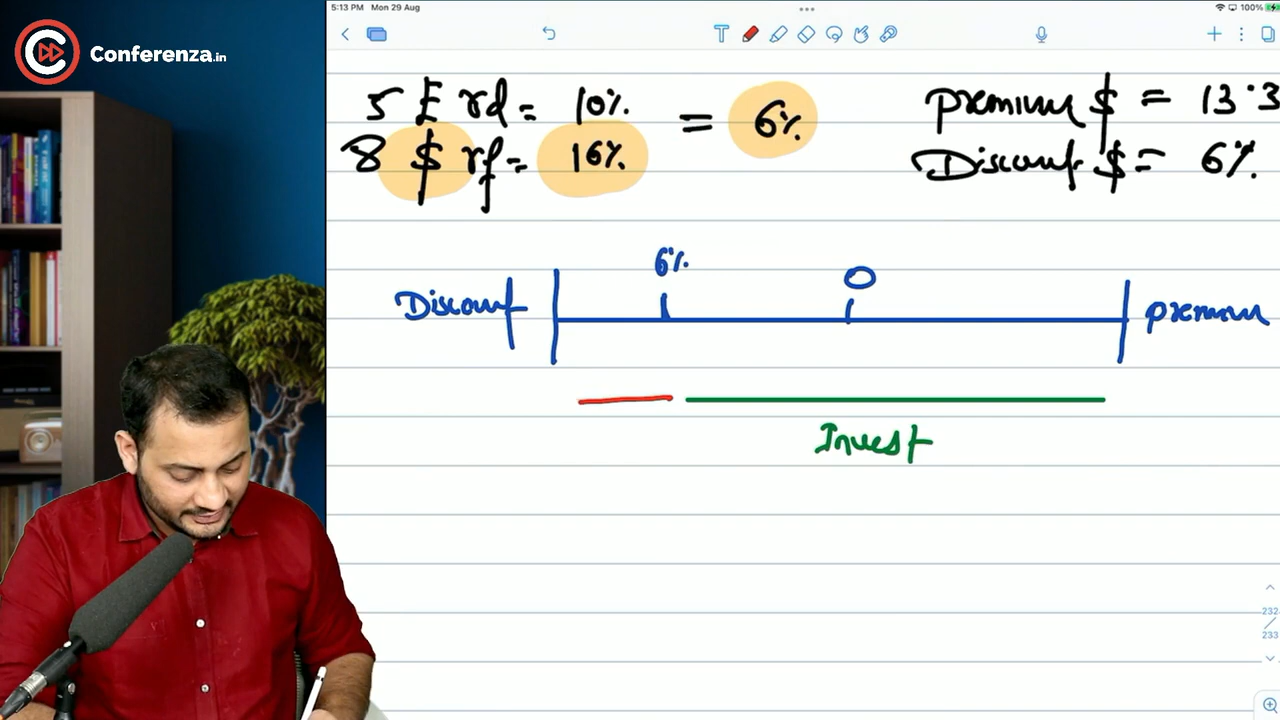 5:13 PM Mon 29 Aug
100%
Conferenza.in
5 £ rd = 10%
8 $ rf = 16%
= 6%
premium $ = 13.3
Discount $ = 6%
6%
0
Discount
premium
Invest
232
233